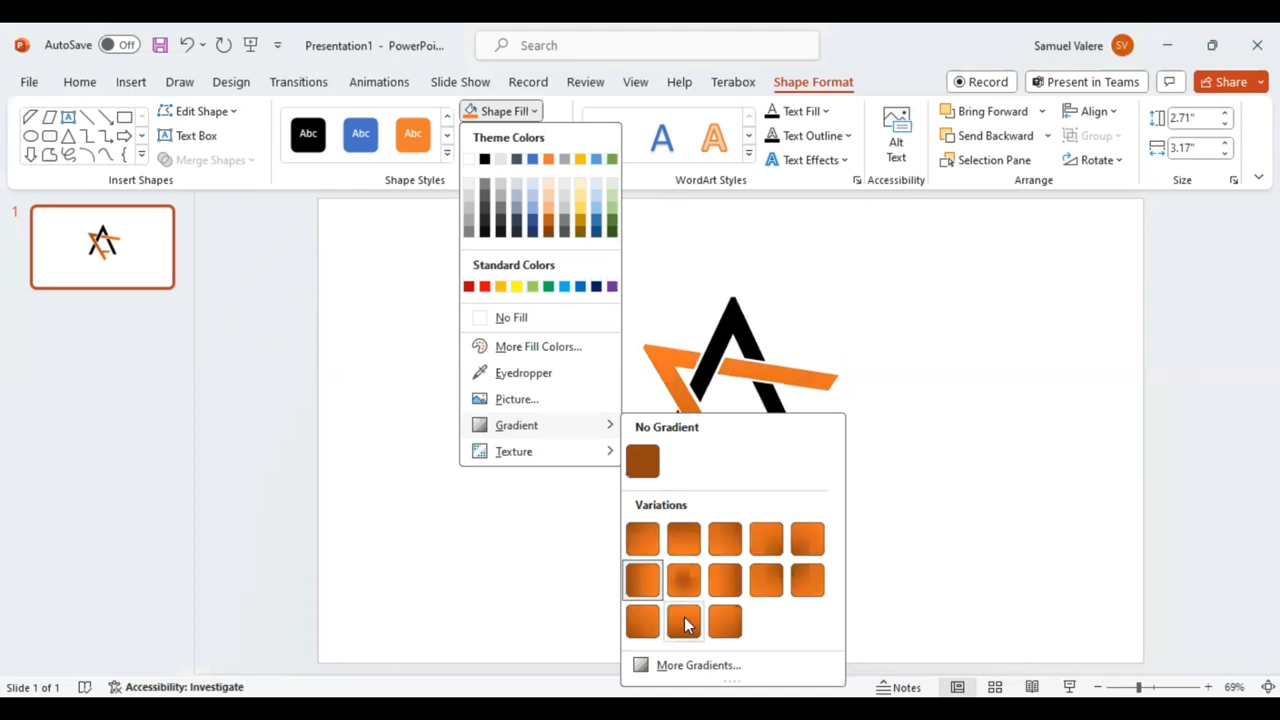 AutoSave Off Presentation1 - PowerPoi... Search Samuel Valere SV
File Home Insert Draw Design Transitions Animations Slide Show Record Review View Help Terabox Shape Format Record Present in Teams Share
Edit Shape
Text Box
Merge Shapes
Insert Shapes
Abc Abc Abc
Shape Styles
Shape Fill
A A
Text Fill
Text Outline
Text Effects
WordArt Styles
Alt
Text
Accessibility
Bring Forward
Send Backward
Selection Pane
Align
Group
Rotate
Arrange
2.71"
3.17"
Size
1
Theme Colors
Standard Colors
No Fill
More Fill Colors...
Eyedropper
Picture...
Gradient
Texture
No Gradient
Variations
More Gradients...
Slide 1 of 1 Accessibility: Investigate Notes 69%